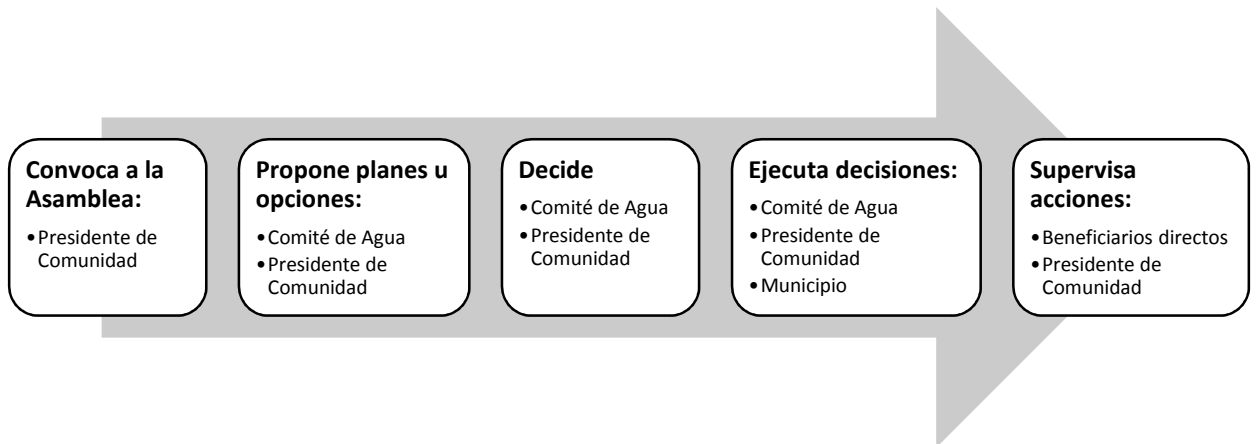 Convoca a la
Asamblea:
•Presidente de
Comunidad
Propone planes u
opciones:
•Comité de Agua
•Presidente de
Comunidad
Decide
•Comité de Agua
•Presidente de
Comunidad
Ejecuta decisiones:
•Comité de Agua
•Presidente de
Comunidad
•Municipio
Supervisa
acciones:
•Beneficiarios directos
•Presidente de
Comunidad